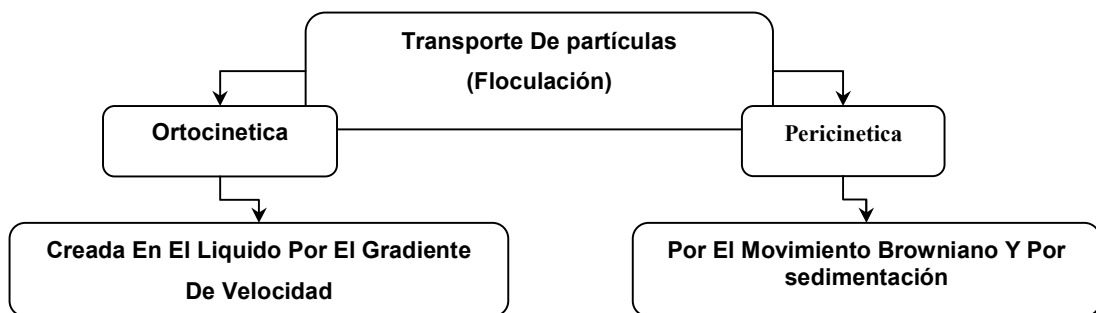 Transporte De partículas
(Floculación)
Ortocinetica
Pericinetica
Creada En El Liquido Por El Gradiente
De Velocidad
Por El Movimiento Browniano Y Por
sedimentación